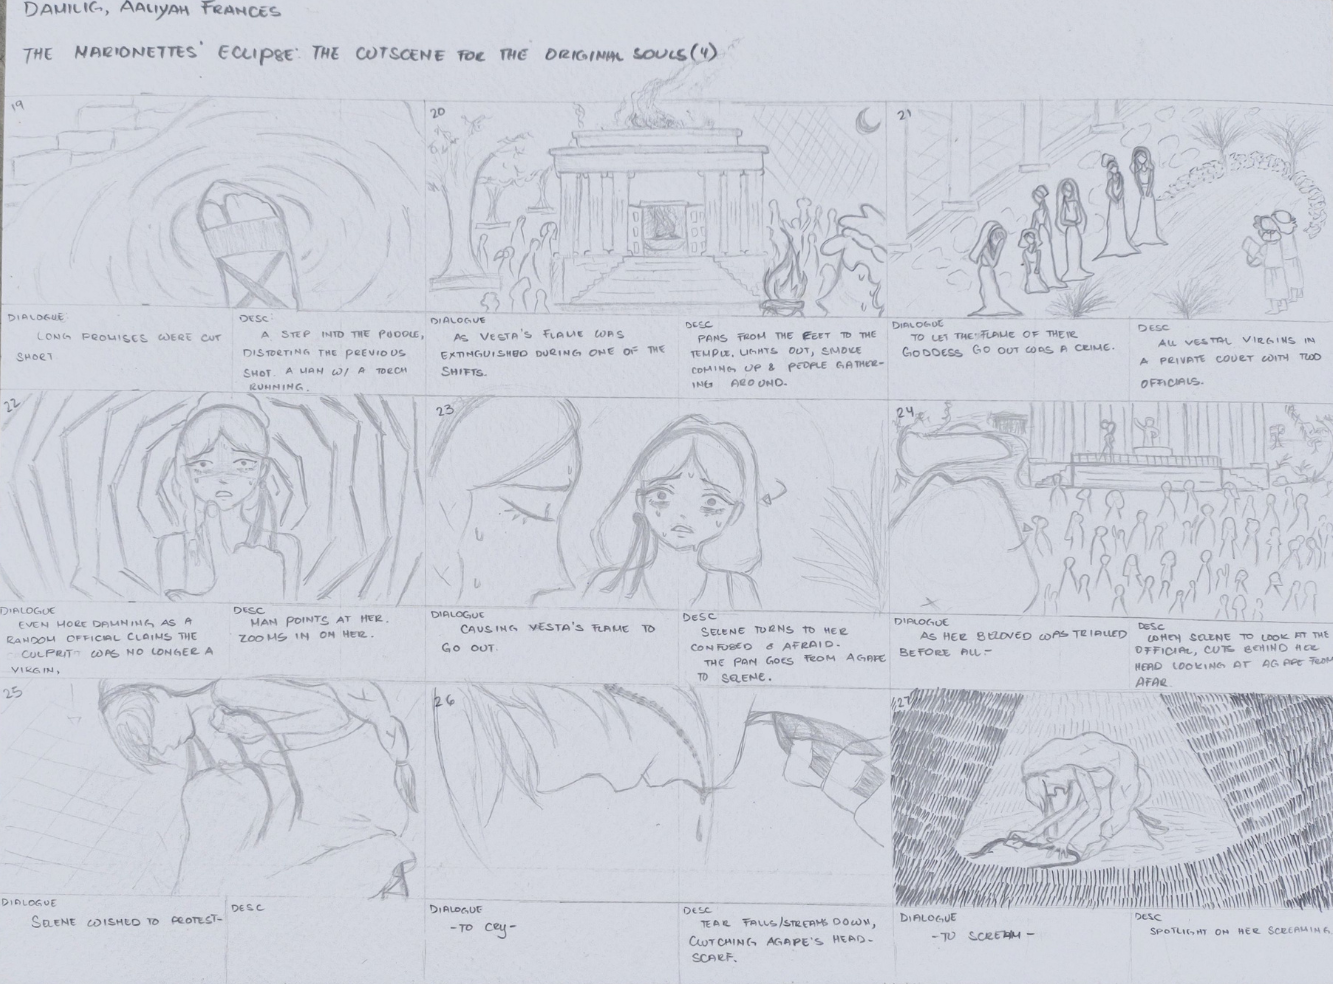 DAMILIG, AALIYAH FRANCES
THE MARIONETTES' ECLIPSE: THE CUTSCENE FOR THE ORIGINAL SOULS (4)
19
DIALOGUE:
LONG PROMISES WERE CUT
SHORT
DESC:
A STEP INTO THE PUDDLE,
DISTORTING THE PREVIOUS
SHOT. A MAN W/ A TORCH
RUNNING.
20
DIALOGUE
AS VESTA'S FLAME WAS
EXTINGUISHED DURING ONE OF THE
SHIFTS.
DESC
PANS FROM THE FEET TO THE
TEMPLE. LIGHTS OUT, SMOKE
COMING UP & PEOPLE GATHER-
ING AROUND.
21
DIALOGUE
TO LET THE FLAME OF THEIR
GODDESS GO OUT WAS A CRIME.
DESC
ALL VESTAL VIRGINS IN
A PRIVATE COURT WITH TWO
OFFICIALS.
22
DIALOGUE
EVEN MORE DAMNING AS A
RANDOM OFFICIAL CLAIMS THE
CULPRIT WAS NO LONGER A
VIRGIN,
DESC
MAN POINTS AT HER.
ZOOMS IN ON HER.
23
DIALOGUE
CAUSING VESTA'S FLAME TO
GO OUT.
DESC
SELENE TURNS TO HER
CONFUSED & AFRAID.
THE PAN GOES FROM AGAPE
TO SELENE.
24
DIALOGUE
AS HER BELOVED WAS TRIALLED
BEFORE ALL-
DESC
WHEN SELENE TO LOOK AT THE
OFFICIAL, CUTS BEHIND HER
HEAD LOOKING AT AGAPE FROM
AFAR
25
DIALOGUE
SELENE WISHED TO PROTEST-
DESC
26
DIALOGUE
-TO CRY-
DESC
TEAR FALLS/STREAMS DOWN,
CLUTCHING AGAPE'S HEAD-
SCARF.
27
DIALOGUE
-TO SCREAM-
DESC
SPOTLIGHT ON HER SCREAMING